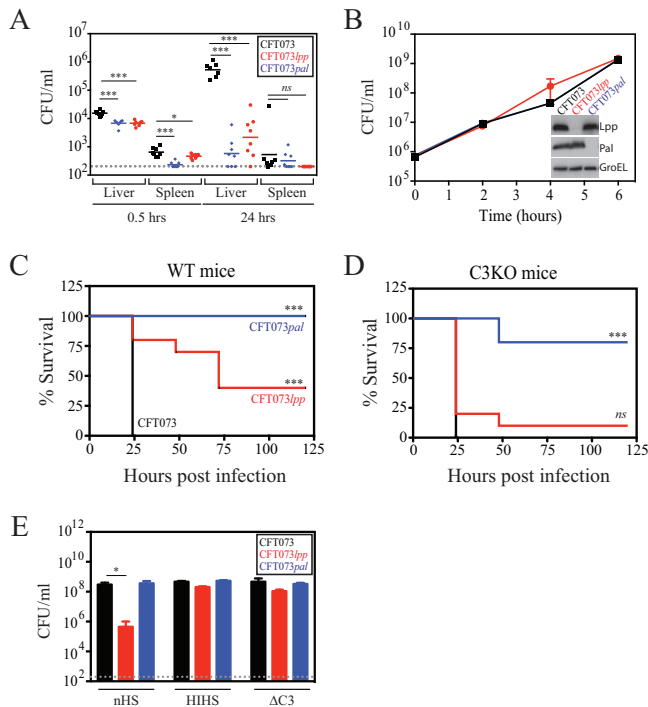 A
CFU/ml
10^7
10^6
10^5
10^4
10^3
10^2
***
***
***
*
***
***
ns
CFT073
CFT073lpp
CFT073pal
Liver
Spleen
Liver
Spleen
0.5 hrs
24 hrs
B
CFU/ml
10^10
10^9
10^8
10^7
10^6
10^5
0
2
4
6
Time (hours)
CFT073
CFT073lpp
CFT073pal
Lpp
Pal
GroEL
C
WT mice
% Survival
125
100
75
50
25
0
0
25
50
75
100
125
***
CFT073pal
***
CFT073lpp
CFT073
Hours post infection
D
C3KO mice
% Survival
125
100
75
50
25
0
0
25
50
75
100
125
***
ns
Hours post infection
E
CFU/ml
10^12
10^10
10^8
10^6
10^4
10^2
*
CFT073
CFT073lpp
CFT073pal
nHS
HIHS
ΔC3